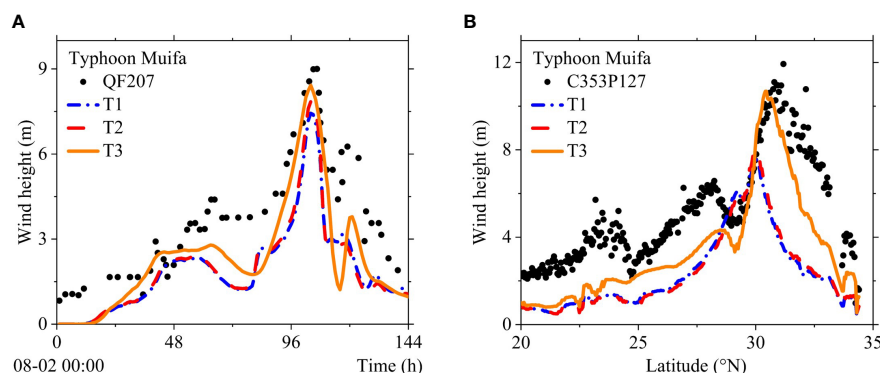 A
Typhoon Muifa
QF207
T1
T2
T3
Wind height (m)
9
6
3
0
0
48
96
144
08-02 00:00
Time (h)
B
Typhoon Muifa
C353P127
T1
T2
T3
Wind height (m)
12
8
4
0
20
25
30
35
Latitude (°N)